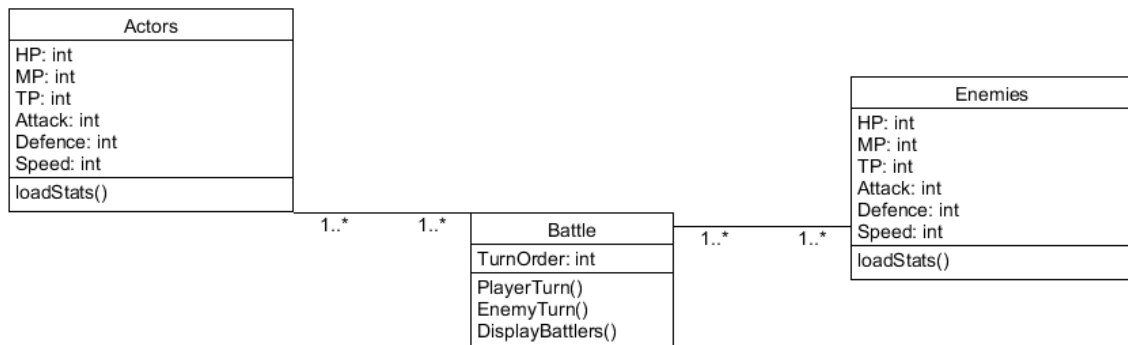 Actors
HP: int
MP: int
TP: int
Attack: int
Defence: int
Speed: int
loadStats()
1..*
1..*
Battle
TurnOrder: int
PlayerTurn()
EnemyTurn()
DisplayBattlers()
1..*
1..*
Enemies
HP: int
MP: int
TP: int
Attack: int
Defence: int
Speed: int
loadStats()